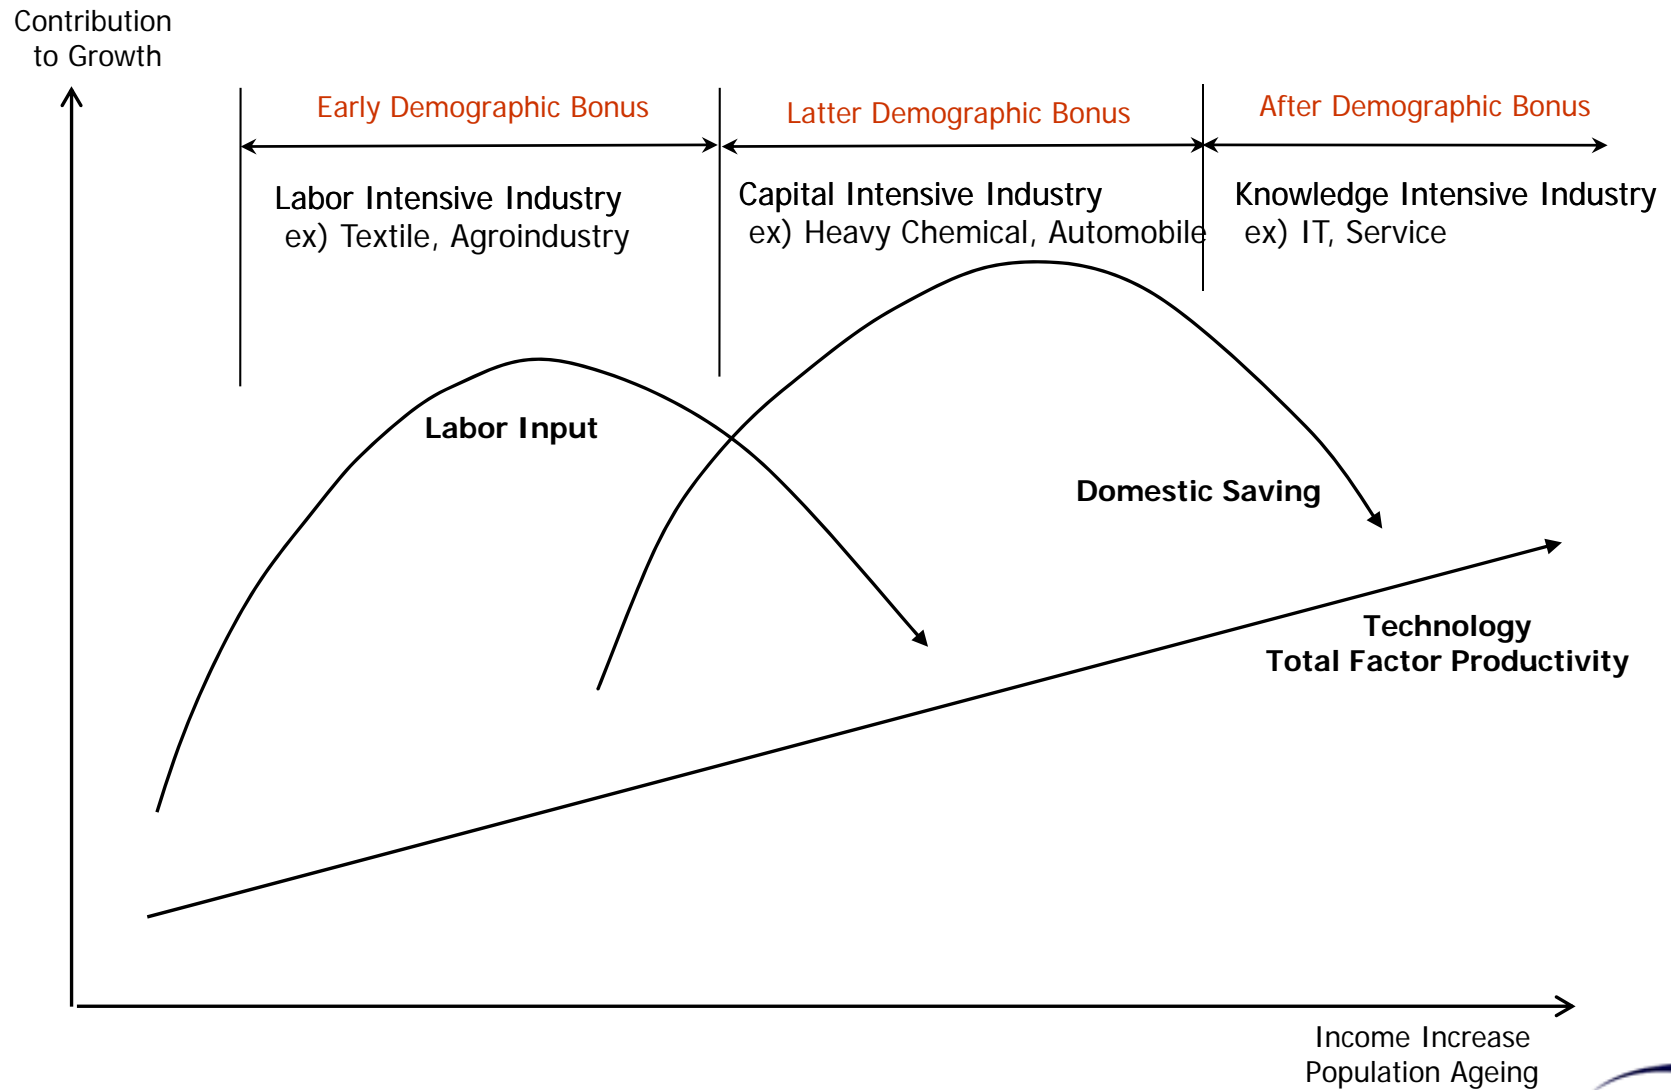 Contribution
to Growth
Early Demographic Bonus
Latter Demographic Bonus
After Demographic Bonus
Labor Intensive Industry
ex) Textile, Agroindustry
Capital Intensive Industry
ex) Heavy Chemical, Automobile
Knowledge Intensive Industry
ex) IT, Service
Labor Input
Domestic Saving
Technology
Total Factor Productivity
Income Increase
Population Ageing